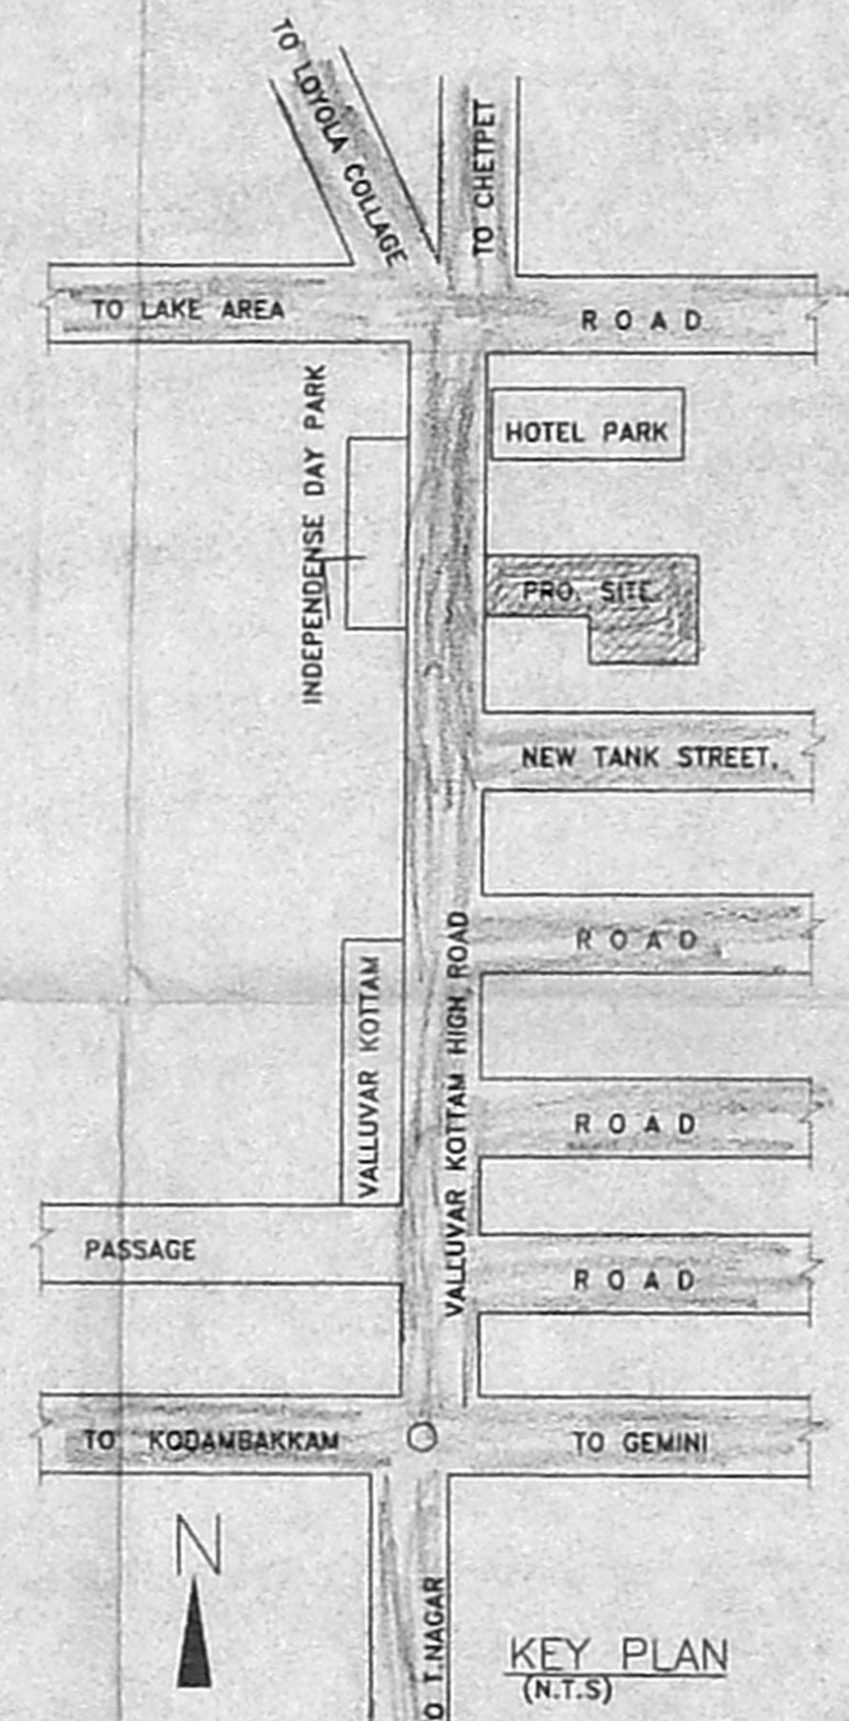 TO LOYOLA COLLAGE
TO CHETPET
TO LAKE AREA
ROAD
INDEPENDENSE DAY PARK
HOTEL PARK
PRO. SITE.
NEW TANK STREET.
ROAD
VALLUVAR KOTTAM
VALLUVAR KOTTAM HIGH ROAD
ROAD
PASSAGE
ROAD
TO KODAMBAKKAM
TO GEMINI
N
O T.NAGAR
KEY PLAN
(N.T.S)